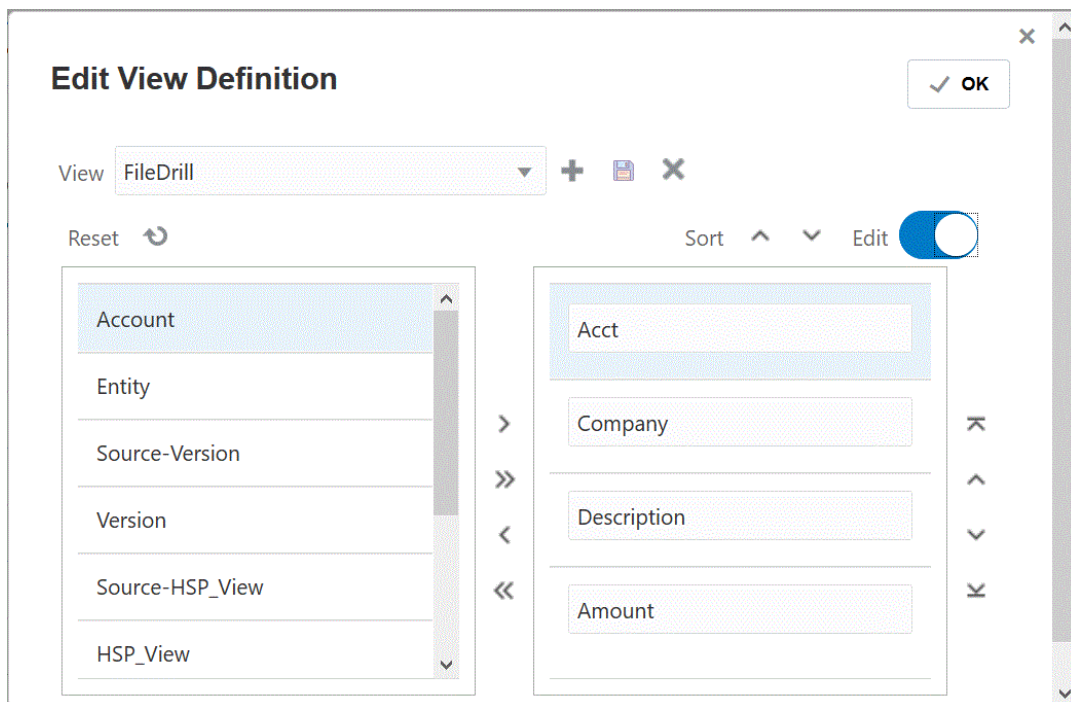 Edit View Definition
OK
View FileDrill
Reset Sort Edit
Account
Entity
Source-Version
Version
Source-HSP_View
HSP_View
Acct
Company
Description
Amount